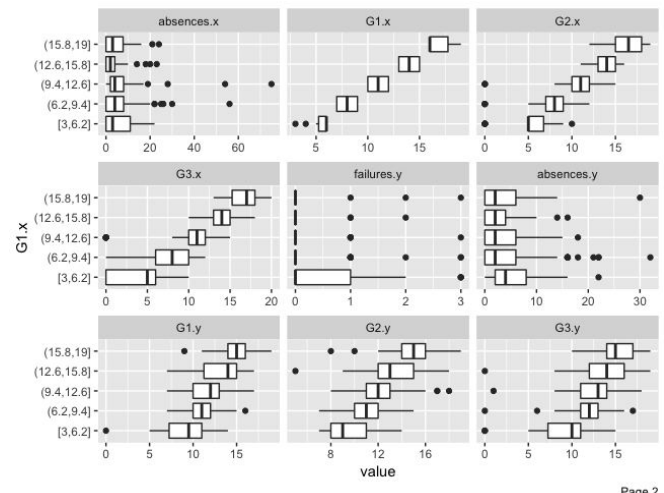 absences.x G1.x G2.x
(15.8,19]
(12.6,15.8]
(9.4,12.6]
(6.2,9.4]
[3,6.2]
0 20 40 60 5 10 15 0 5 10 15
G3.x failures.y absences.y
(15.8,19]
(12.6,15.8]
(9.4,12.6]
(6.2,9.4]
[3,6.2]
G1.x
0 5 10 15 20 0 1 2 3 0 10 20 30
G1.y G2.y G3.y
(15.8,19]
(12.6,15.8]
(9.4,12.6]
(6.2,9.4]
[3,6.2]
0 5 10 15 8 12 16 0 5 10 15
value
Page 2